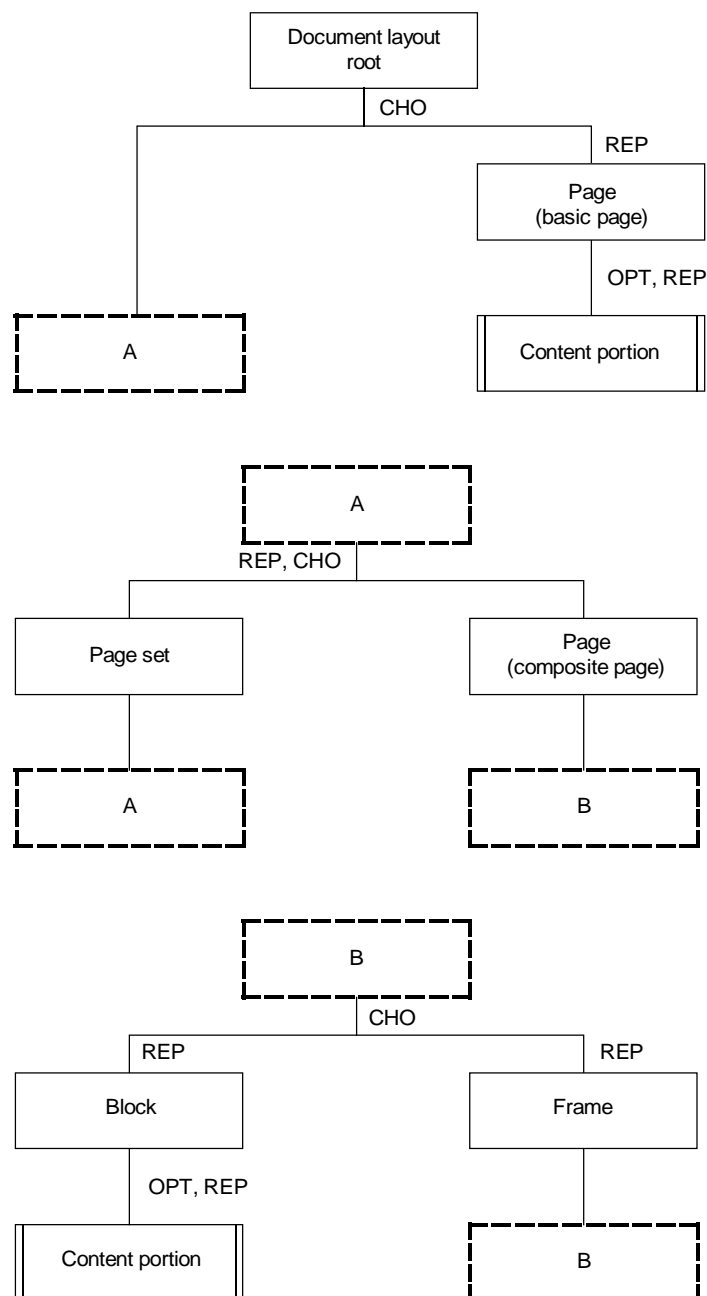 Document layout
root
CHO
REP
Page
(basic page)
OPT, REP
A
Content portion
A
REP, CHO
Page set
Page
(composite page)
A
B
B
CHO
REP
REP
Block
Frame
OPT, REP
Content portion
B